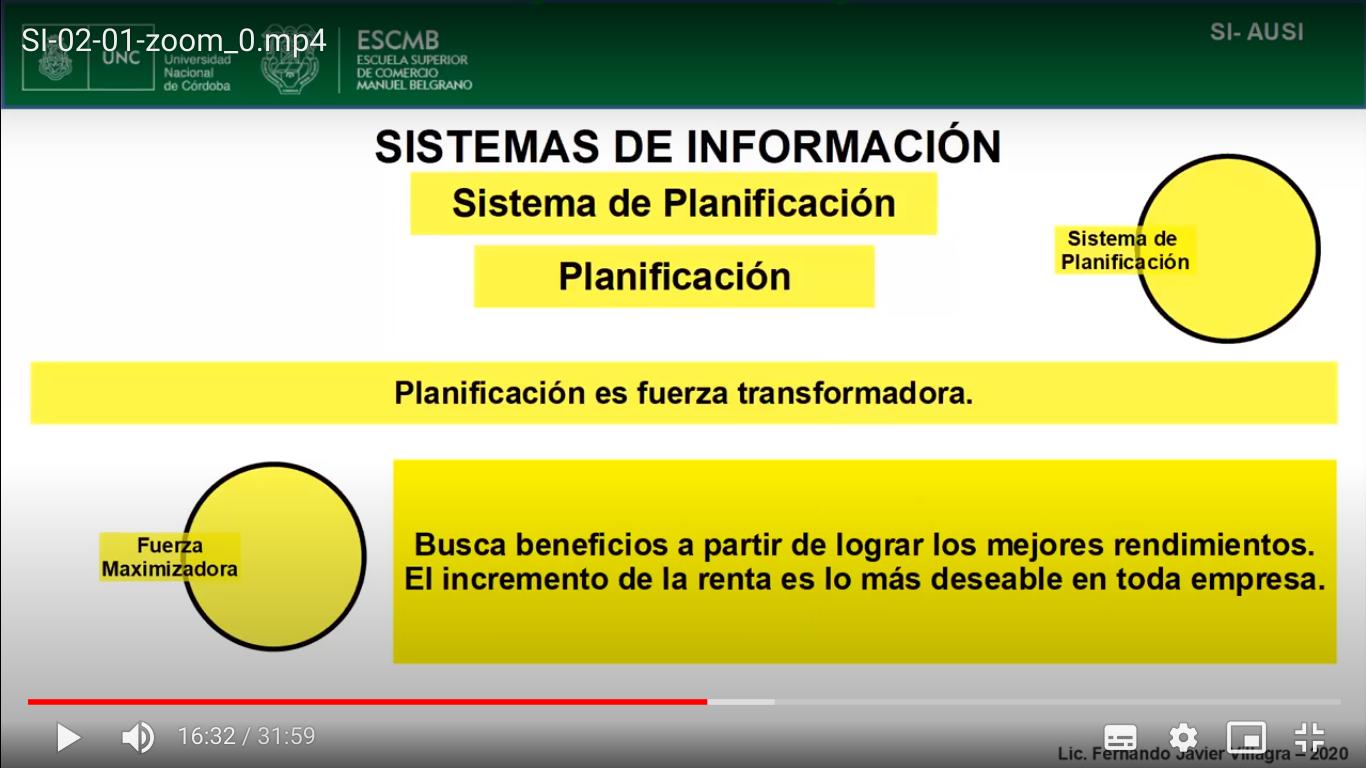 SI-02-01-zoom_0.mp4
UNC
Universidad
Nacional
de Córdoba
ESCMB
ESCUELA SUPERIOR
DE COMERCIO
MANUEL BELGRANO
SI- AUSI
SISTEMAS DE INFORMACIÓN
Sistema de Planificación
Planificación
Sistema de
Planificación
Planificación es fuerza transformadora.
Fuerza
Maximizadora
Busca beneficios a partir de lograr los mejores rendimientos.
El incremento de la renta es lo más deseable en toda empresa.
16:32 / 31:59
Lic. Fernando Javier Villagra – 2020